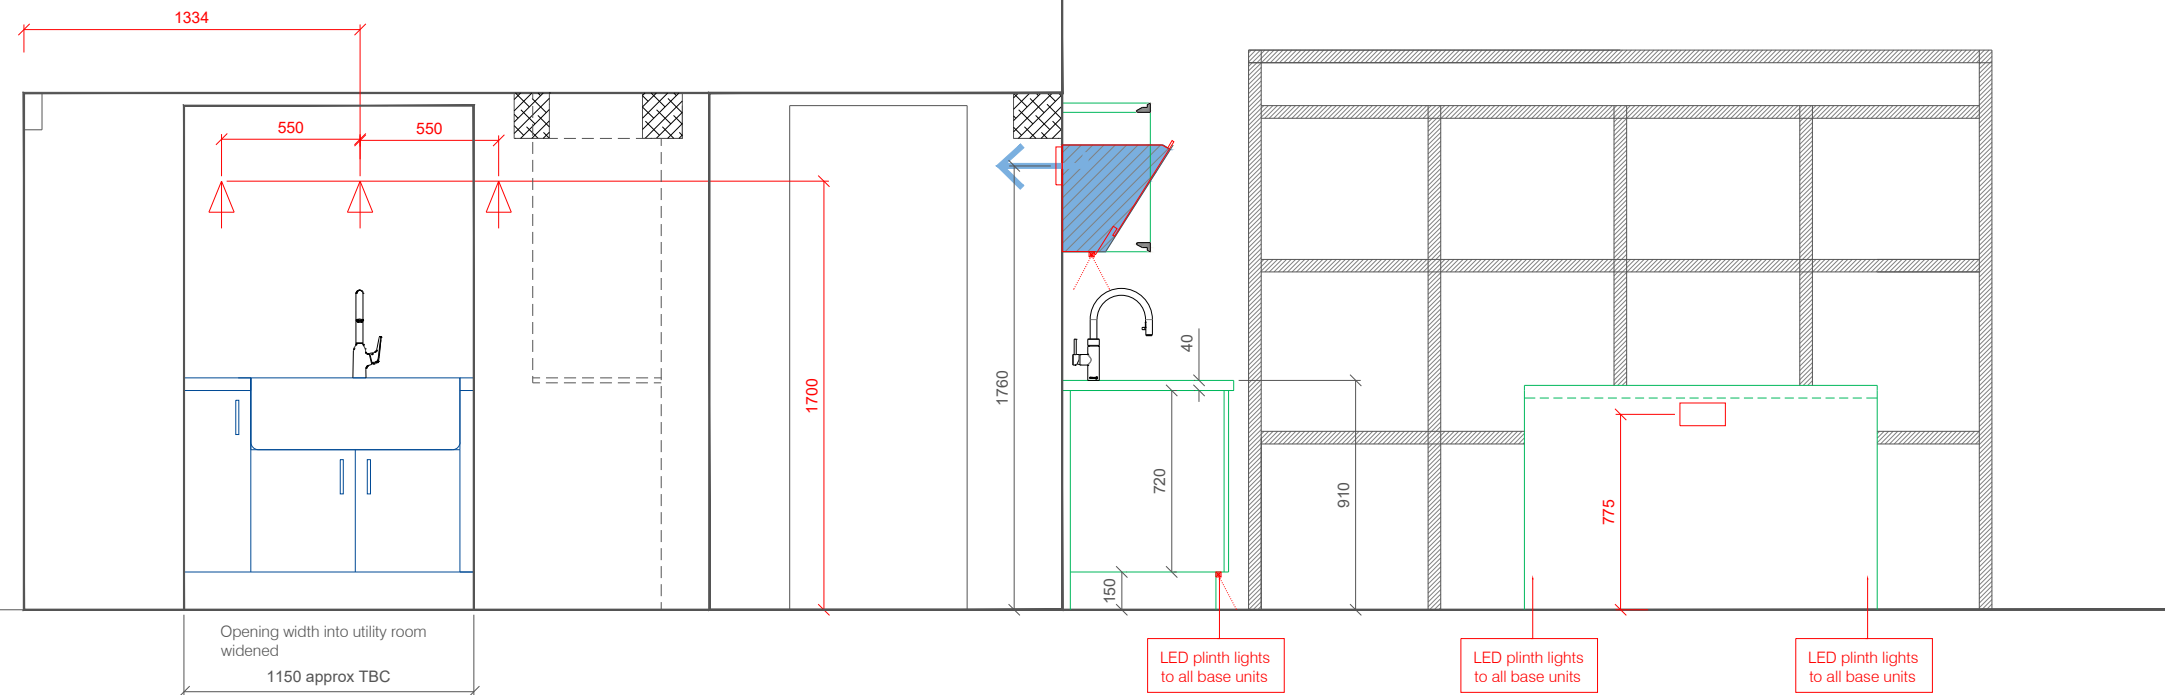 1334
550
550
1700
1760
40
720
150
910
775
Opening width into utility room
widened
1150 approx TBC
LED plinth lights
to all base units
LED plinth lights
to all base units
LED plinth lights
to all base units